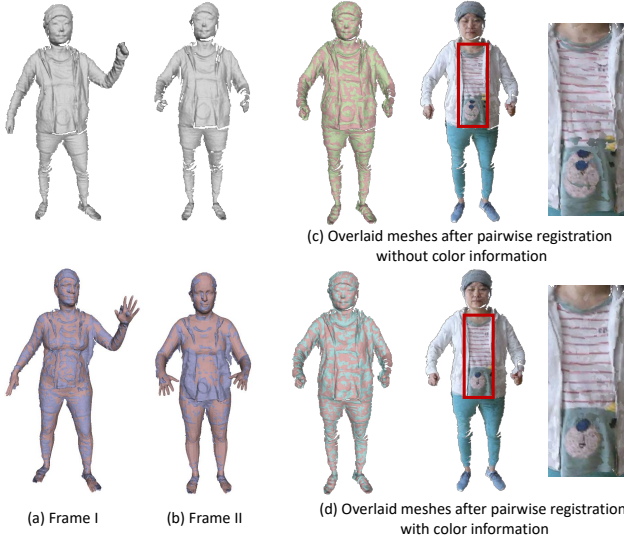 (c) Overlaid meshes after pairwise registration
without color information
(a) Frame I
(b) Frame II
(d) Overlaid meshes after pairwise registration
with color information